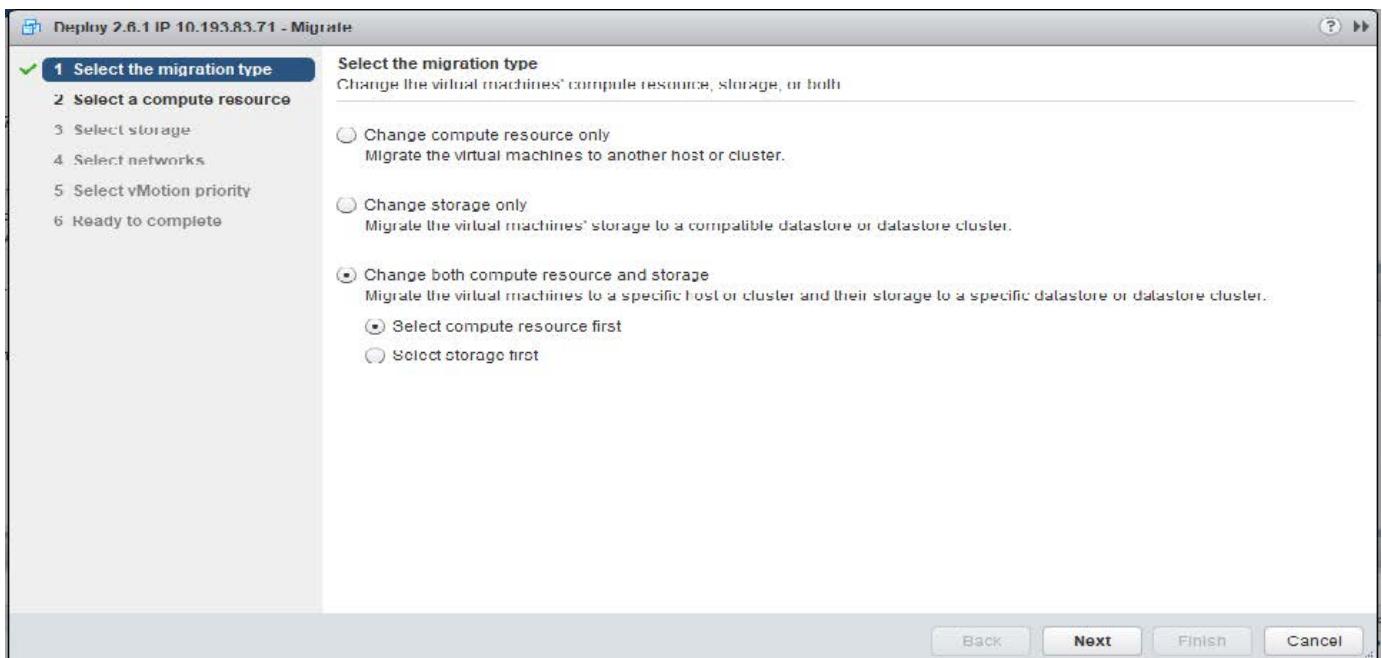 Deploy 2.6.1 IP 10.193.83.71 - Migrate
1 Select the migration type
2 Select a compute resource
3 Select storage
4 Select networks
5 Select vMotion priority
6 Ready to complete
Select the migration type
Change the virtual machines' compute resource, storage, or both
Change compute resource only
Migrate the virtual machines to another host or cluster.
Change storage only
Migrate the virtual machines' storage to a compatible datastore or datastore cluster.
Change both compute resource and storage
Migrate the virtual machines to a specific host or cluster and their storage to a specific datastore or datastore cluster.
Select compute resource first
Select storage first
Back Next Finish Cancel